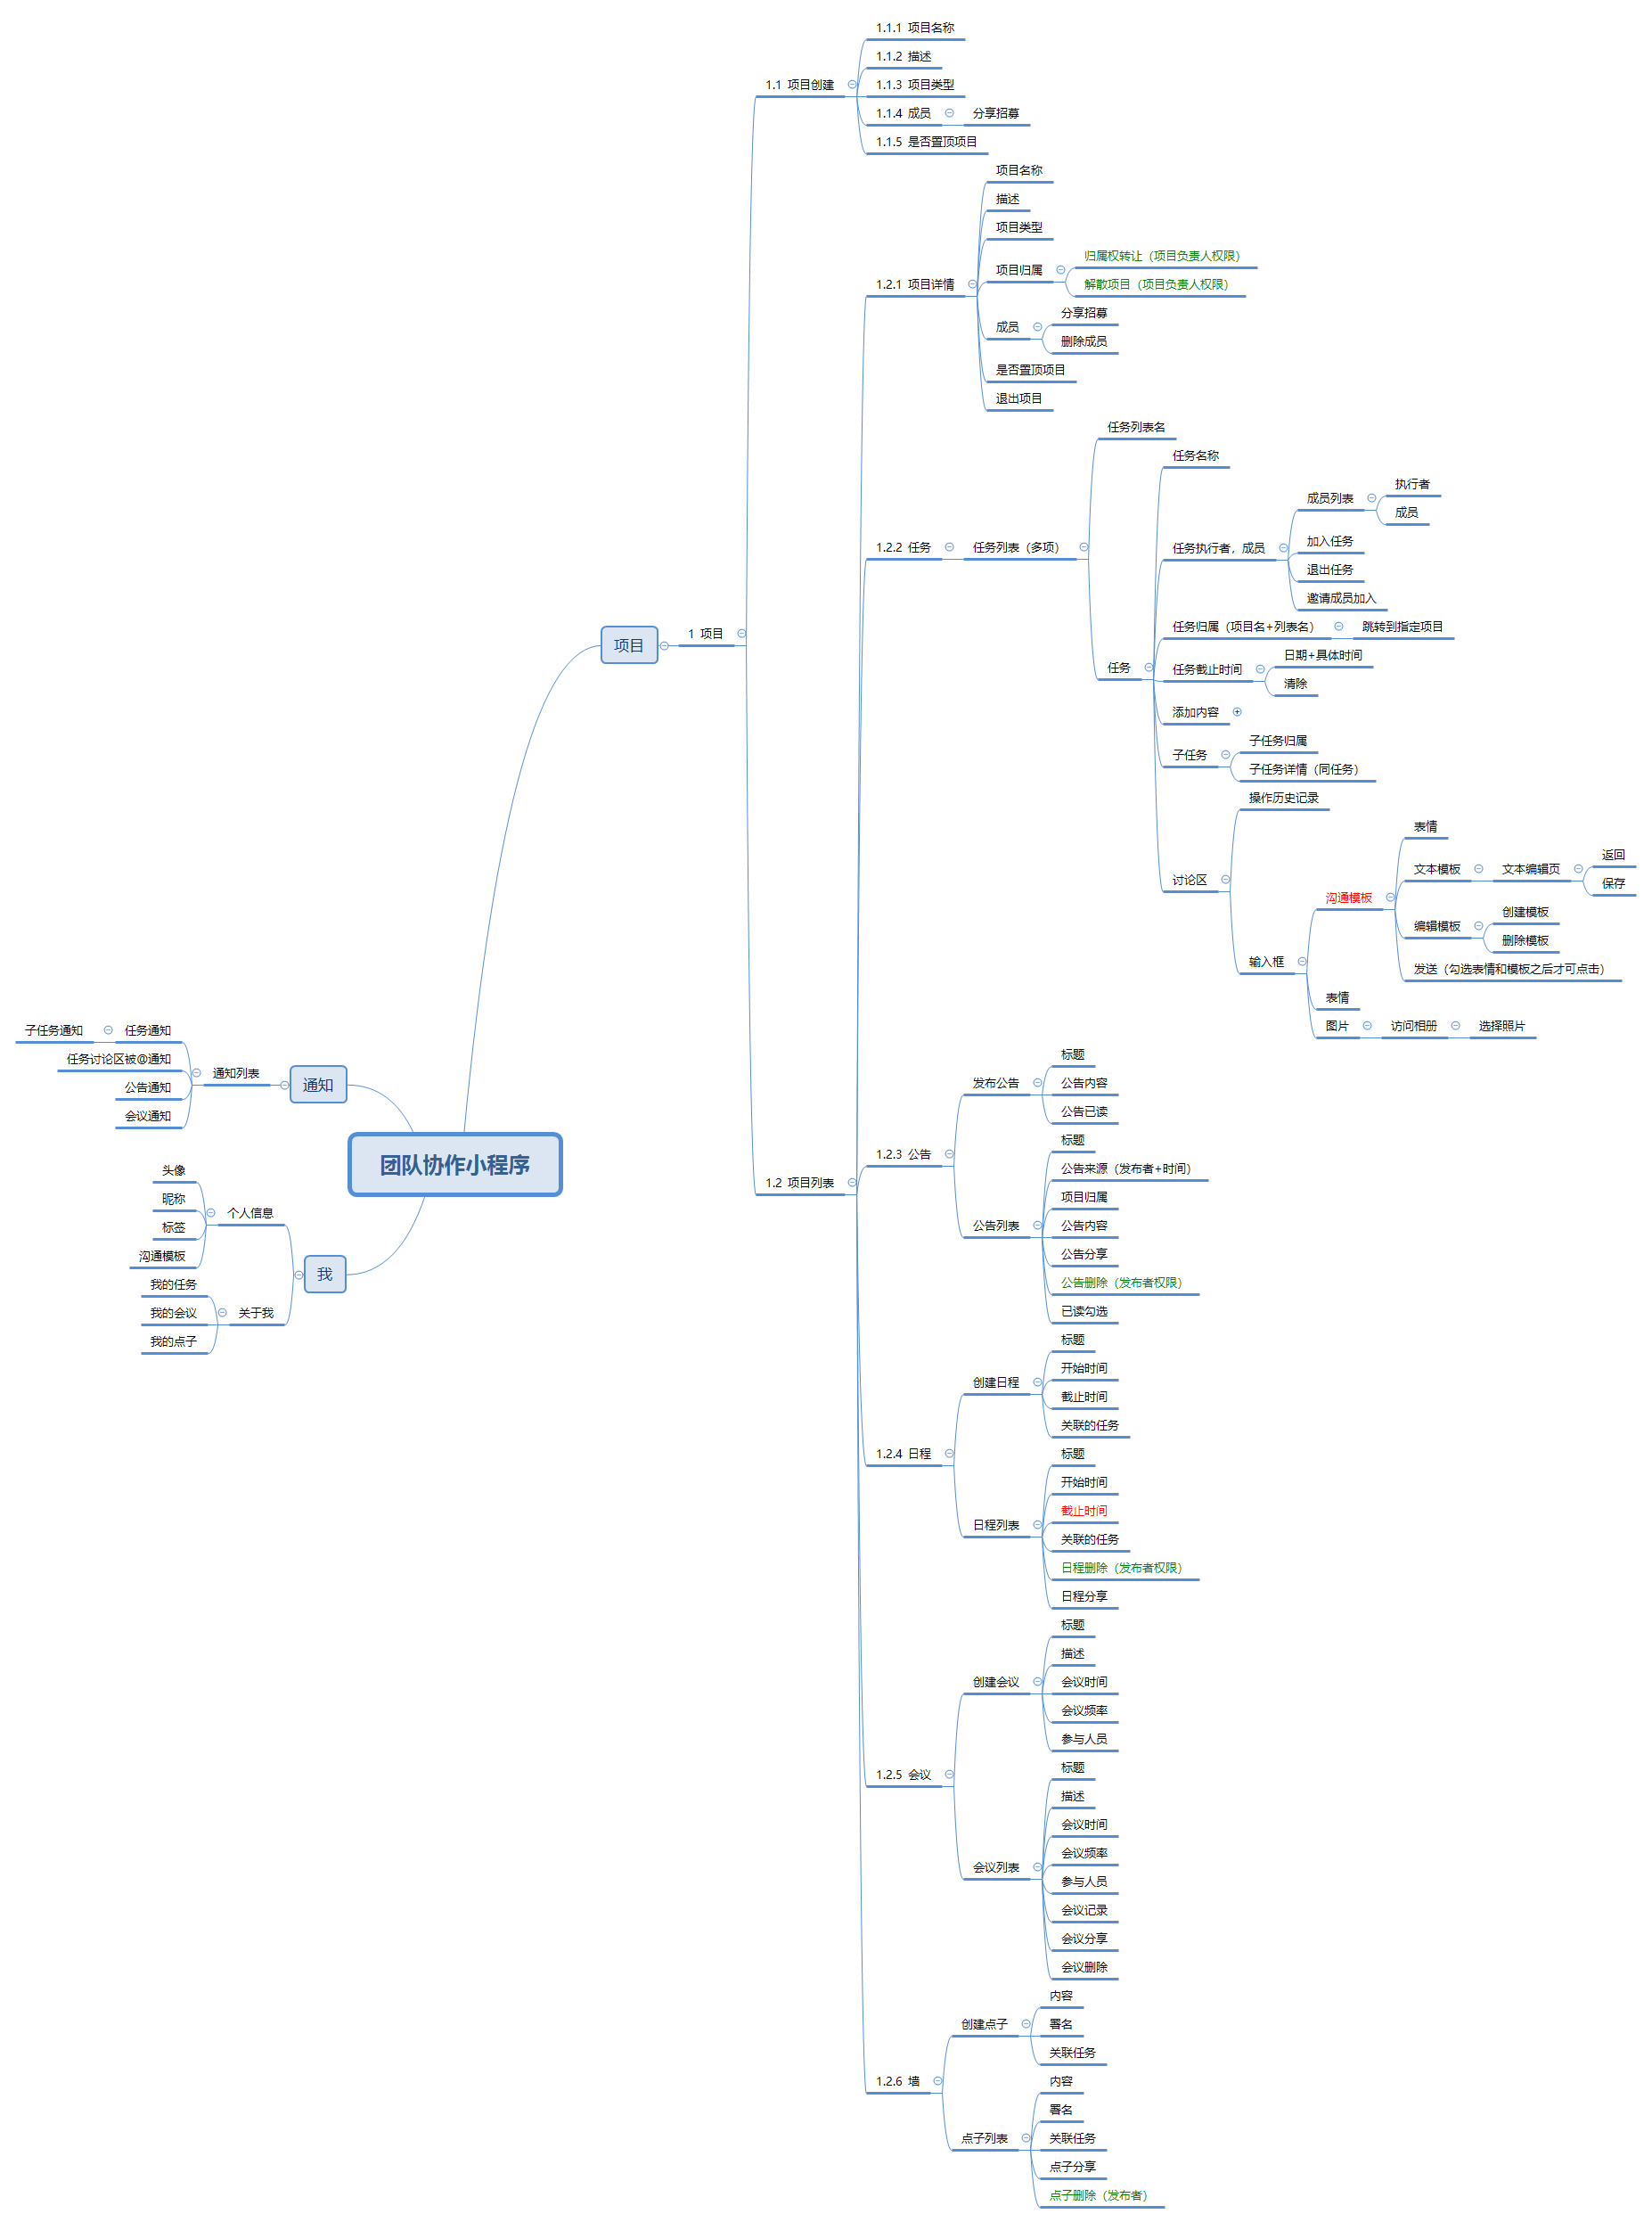 团队协作小程序
项目
1 项目
1.1 项目创建
1.1.1 项目名称
1.1.2 描述
1.1.3 项目类型
1.1.4 成员
分享招募
1.1.5 是否置顶项目
1.2 项目列表
1.2.1 项目详情
项目名称
描述
项目类型
项目归属
归属权转让（项目负责人权限）
解散项目（项目负责人权限）
成员
分享招募
删除成员
是否置顶项目
退出项目
1.2.2 任务
任务列表（多项）
任务列表名
任务
任务名称
任务执行者，成员
成员列表
执行者
成员
加入任务
退出任务
邀请成员加入
任务归属（项目名+列表名）
跳转到指定项目
任务截止时间
日期+具体时间
清除
添加内容
子任务
子任务归属
子任务详情（同任务）
讨论区
操作历史记录
输入框
沟通模板
表情
文本模板
文本编辑页
返回
保存
编辑模板
创建模板
删除模板
发送（勾选表情和模板之后才可点击）
表情
图片
访问相册
选择照片
1.2.3 公告
发布公告
标题
公告内容
公告已读
公告列表
标题
公告来源（发布者+时间）
项目归属
公告内容
公告分享
公告删除（发布者权限）
已读勾选
1.2.4 日程
创建日程
标题
开始时间
截止时间
关联的任务
日程列表
标题
开始时间
截止时间
关联的任务
日程删除（发布者权限）
日程分享
1.2.5 会议
创建会议
标题
描述
会议时间
会议频率
参与人员
会议列表
标题
描述
会议时间
会议频率
参与人员
会议记录
会议分享
会议删除
1.2.6 墙
创建点子
内容
署名
关联任务
点子列表
内容
署名
关联任务
点子分享
点子删除（发布者）
通知
通知列表
任务通知
子任务通知
任务讨论区被@通知
公告通知
会议通知
我
个人信息
头像
昵称
标签
沟通模板
关于我
我的任务
我的会议
我的点子